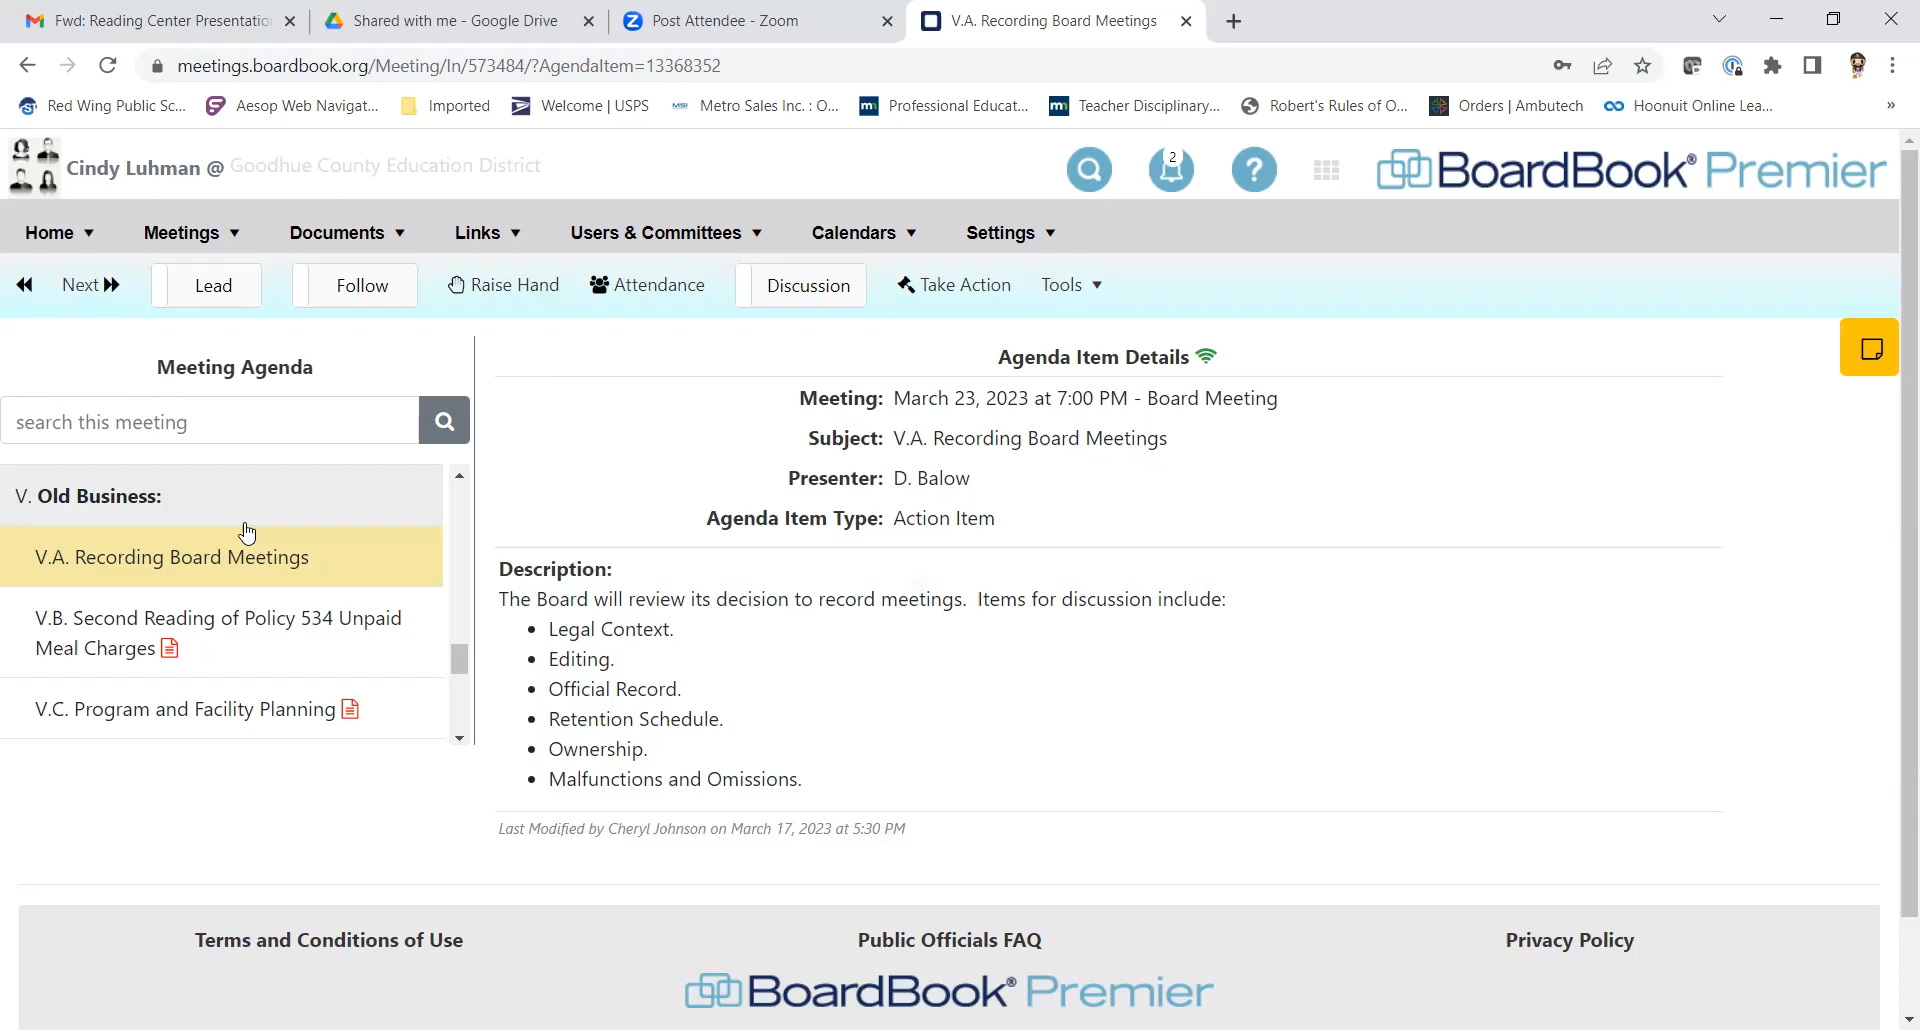 Fwd: Reading Center Presentatio
Shared with me - Google Drive
Post Attendee - Zoom
V.A. Recording Board Meetings
meetings.boardbook.org/Meeting/In/573484/?AgendaItem=13368352
Red Wing Public Sc...
Aesop Web Navigat...
Imported
Welcome | USPS
Metro Sales Inc. : O...
Professional Educat...
Teacher Disciplinary...
Robert's Rules of O...
Orders | Ambutech
Hoonuit Online Lea...
»
Cindy Luhman @ Goodhue County Education District
2
?
BoardBook® Premier
Home ▼
Meetings ▼
Documents ▼
Links ▼
Users & Committees ▼
Calendars ▼
Settings ▼
Next
Lead
Follow
Raise Hand
Attendance
Discussion
Take Action
Tools ▼
Meeting Agenda
search this meeting
V. Old Business:
V.A. Recording Board Meetings
V.B. Second Reading of Policy 534 Unpaid
Meal Charges
V.C. Program and Facility Planning
Agenda Item Details
Meeting: March 23, 2023 at 7:00 PM - Board Meeting
Subject: V.A. Recording Board Meetings
Presenter: D. Balow
Agenda Item Type: Action Item
Description:
The Board will review its decision to record meetings. Items for discussion include:
• Legal Context.
• Editing.
• Official Record.
• Retention Schedule.
• Ownership.
• Malfunctions and Omissions.
Last Modified by Cheryl Johnson on March 17, 2023 at 5:30 PM
Terms and Conditions of Use
Public Officials FAQ
Privacy Policy
BoardBook® Premier